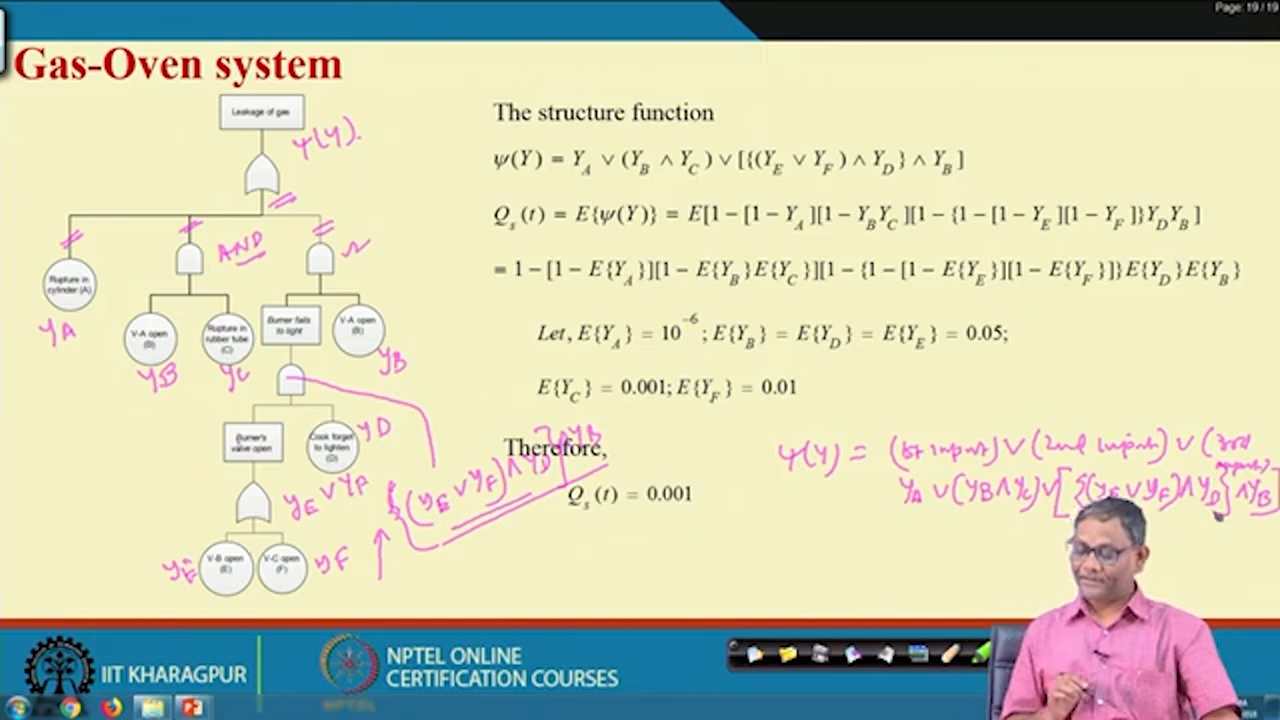 Page: 19 / 19
Gas-Oven system
Leakage of gas
ψ(Y).
AND
Rupture in
cylinder (A)
YA
V-A open
(B)
YB
Rupture in
rubber tube
(C)
YC
Burner fails
to light
V-A open
(B)
YB
Burner's
valve open
Cook forget
to lighten
(D)
YD
YE ∨ YF
{(YE ∨ YF) ∧ YD} ∧ YB
V-B open
(E)
YE
V-C open
(F)
YF
The structure function
ψ(Y) = Y_A ∨ (Y_B ∧ Y_C) ∨ [{(Y_E ∨ Y_F) ∧ Y_D} ∧ Y_B]
Q_s(t) = E{ψ(Y)} = E[1−[1−Y_A][1−Y_B Y_C][1−{1−[1−Y_E][1−Y_F]}Y_D Y_B]
= 1−[1−E{Y_A}][1−E{Y_B}E{Y_C}][1−{1−[1−E{Y_E}][1−E{Y_F}]}E{Y_D}E{Y_B}
Let, E{Y_A} = 10^−6; E{Y_B} = E{Y_D} = E{Y_E} = 0.05;
E{Y_C} = 0.001; E{Y_F} = 0.01
Therefore,
Q_s(t) = 0.001
ψ(Y) = (1st input) ∨ (2nd input) ∨ (3rd input)
YA ∨ (YB ∧ YC) ∨ [{(YE ∨ YF) ∧ YD} ∧ YB]
IIT KHARAGPUR
NPTEL ONLINE
CERTIFICATION COURSES
NPTEL